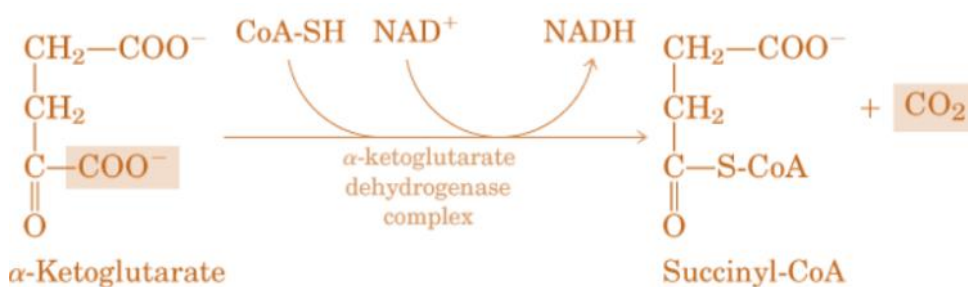 CH₂—COO⁻ CoA-SH NAD⁺ NADH CH₂—COO⁻
CH₂ CH₂ + CO₂
C—COO⁻ α-ketoglutarate C—S-CoA
dehydrogenase
O complex O
α-Ketoglutarate Succinyl-CoA